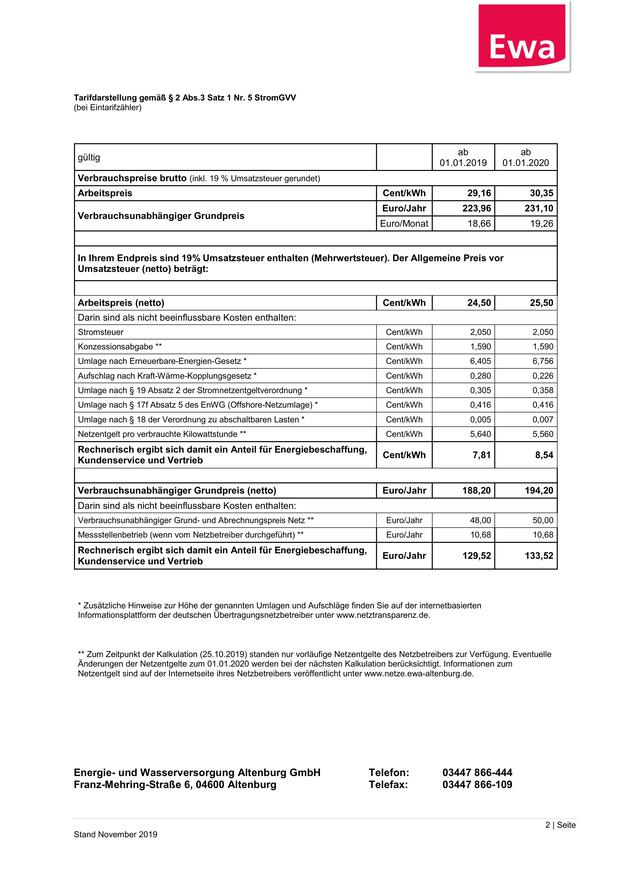 Ewa
Tarifdarstellung gemäß § 2 Abs.3 Satz 1 Nr. 5 StromGVV
(bei Eintarifzähler)
gültig ab 01.01.2019 ab 01.01.2020
Verbrauchspreise brutto (inkl. 19 % Umsatzsteuer gerundet)
Arbeitspreis Cent/kWh 29,16 30,35
Verbrauchsunabhängiger Grundpreis Euro/Jahr 223,96 231,10
Euro/Monat 18,66 19,26
In Ihrem Endpreis sind 19% Umsatzsteuer enthalten (Mehrwertsteuer). Der Allgemeine Preis vor
Umsatzsteuer (netto) beträgt:
Arbeitspreis (netto) Cent/kWh 24,50 25,50
Darin sind als nicht beeinflussbare Kosten enthalten:
Stromsteuer Cent/kWh 2,050 2,050
Konzessionsabgabe ** Cent/kWh 1,590 1,590
Umlage nach Erneuerbare-Energien-Gesetz * Cent/kWh 6,405 6,756
Aufschlag nach Kraft-Wärme-Kopplungsgesetz * Cent/kWh 0,280 0,226
Umlage nach § 19 Absatz 2 der Stromnetzentgeltverordnung * Cent/kWh 0,305 0,358
Umlage nach § 17f Absatz 5 des EnWG (Offshore-Netzumlage) * Cent/kWh 0,416 0,416
Umlage nach § 18 der Verordnung zu abschaltbaren Lasten * Cent/kWh 0,005 0,007
Netzentgelt pro verbrauchte Kilowattstunde ** Cent/kWh 5,640 5,560
Rechnerisch ergibt sich damit ein Anteil für Energiebeschaffung,
Kundenservice und Vertrieb Cent/kWh 7,81 8,54
Verbrauchsunabhängiger Grundpreis (netto) Euro/Jahr 188,20 194,20
Darin sind als nicht beeinflussbare Kosten enthalten:
Verbrauchsunabhängiger Grund- und Abrechnungspreis Netz ** Euro/Jahr 48,00 50,00
Messstellenbetrieb (wenn vom Netzbetreiber durchgeführt) ** Euro/Jahr 10,68 10,68
Rechnerisch ergibt sich damit ein Anteil für Energiebeschaffung,
Kundenservice und Vertrieb Euro/Jahr 129,52 133,52
* Zusätzliche Hinweise zur Höhe der genannten Umlagen und Aufschläge finden Sie auf der internetbasierten
Informationsplattform der deutschen Übertragungsnetzbetreiber unter www.netztransparenz.de.
** Zum Zeitpunkt der Kalkulation (25.10.2019) standen nur vorläufige Netzentgelte des Netzbetreibers zur Verfügung. Eventuelle
Änderungen der Netzentgelte zum 01.01.2020 werden bei der nächsten Kalkulation berücksichtigt. Informationen zum
Netzentgelt sind auf der Internetseite ihres Netzbetreibers veröffentlicht unter www.netze.ewa-altenburg.de.
Energie- und Wasserversorgung Altenburg GmbH Telefon: 03447 866-444
Franz-Mehring-Straße 6, 04600 Altenburg Telefax: 03447 866-109
2 | Seite
Stand November 2019